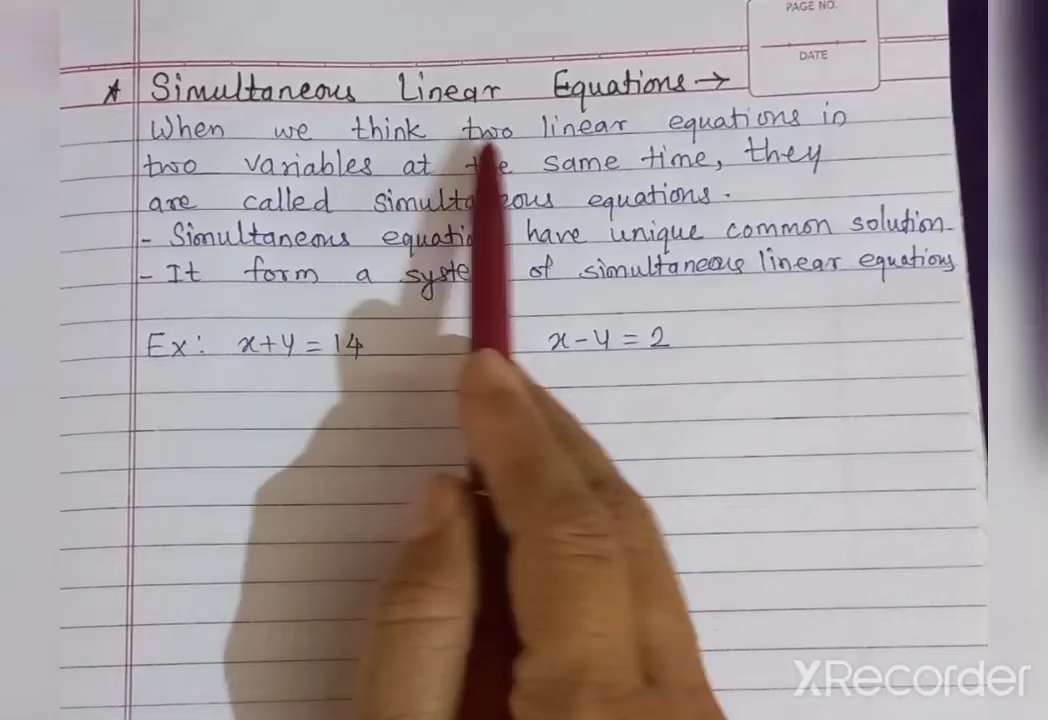 PAGE NO.
DATE
* Simultaneous Linear Equations →
When we think two linear equations in
two variables at the same time, they
are called simultaneous equations.
- Simultaneous equatio have unique common solution.
- It form a syste of simultaneous linear equations
Ex: x+y = 14 x-y = 2
XRecorder